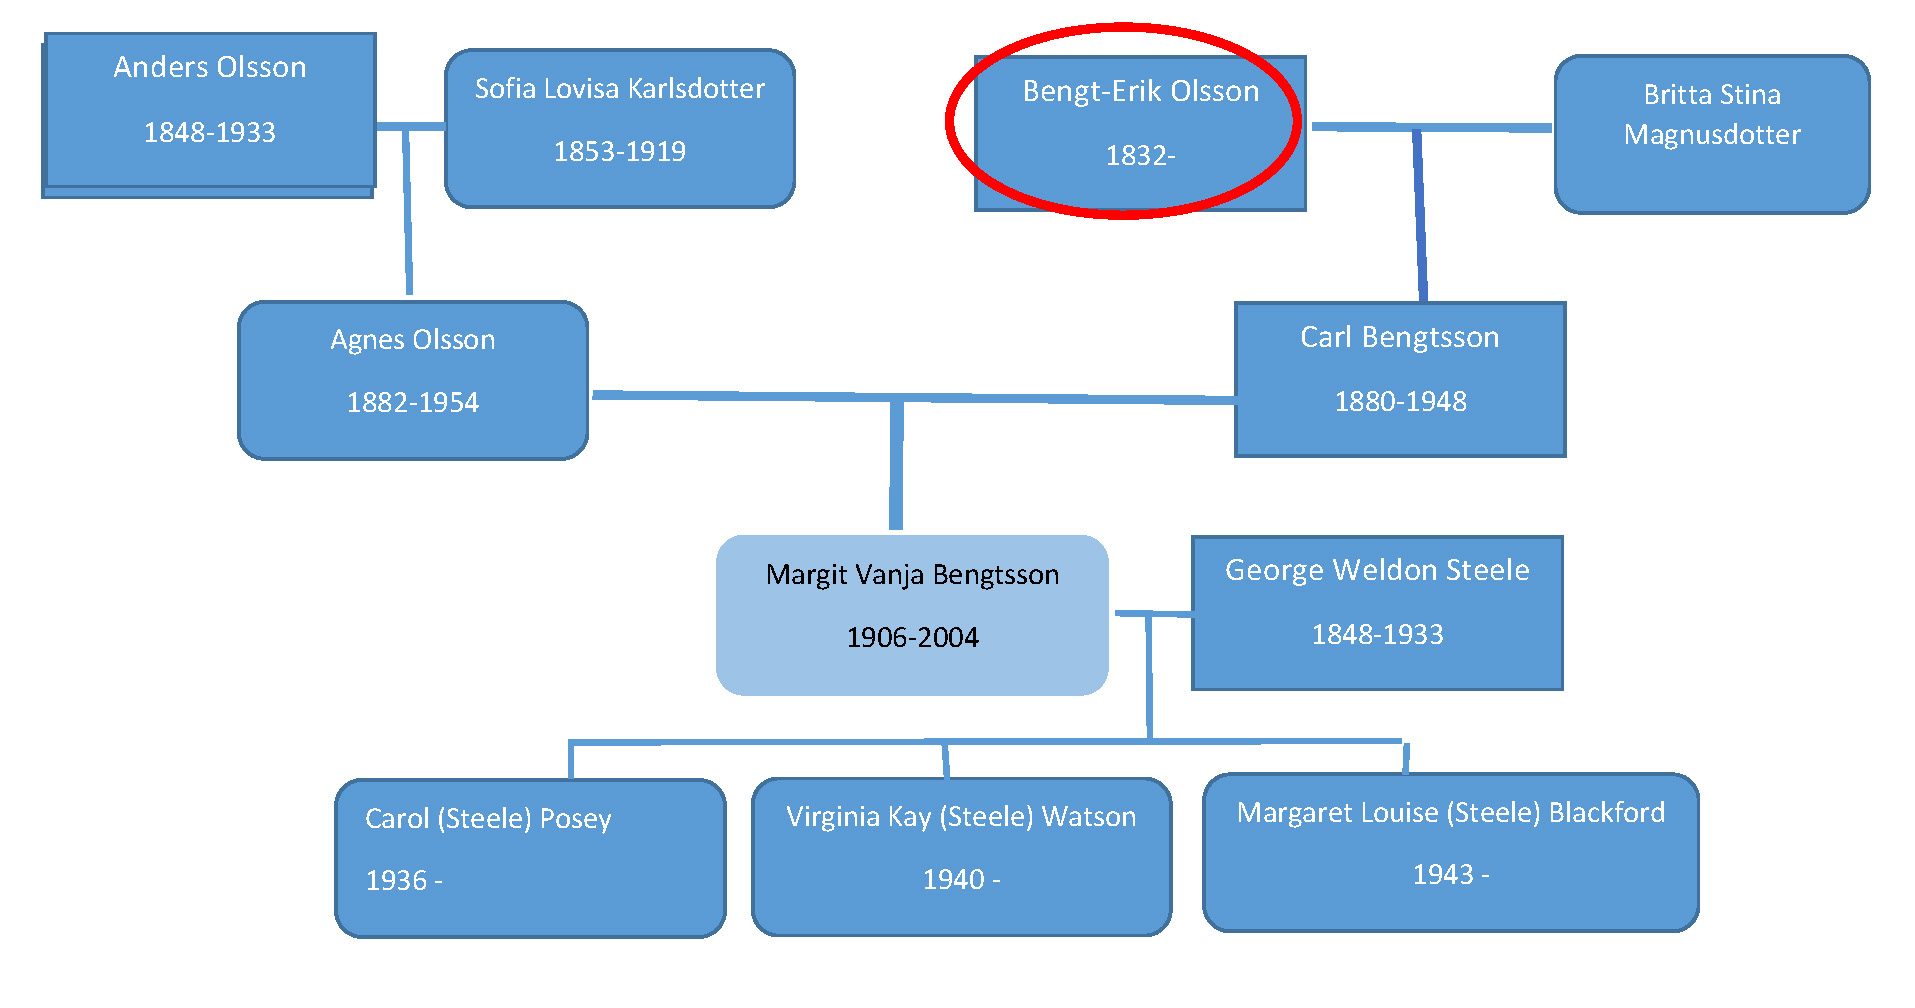 Anders Olsson
1848-1933
Sofia Lovisa Karlsdotter
1853-1919
Bengt-Erik Olsson
1832-
Britta Stina
Magnusdotter
Agnes Olsson
1882-1954
Carl Bengtsson
1880-1948
Margit Vanja Bengtsson
1906-2004
George Weldon Steele
1848-1933
Carol (Steele) Posey
1936 -
Virginia Kay (Steele) Watson
1940 -
Margaret Louise (Steele) Blackford
1943 -